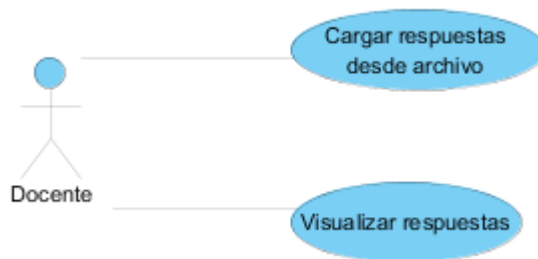 Cargar respuestas
desde archivo
Docente
Visualizar respuestas